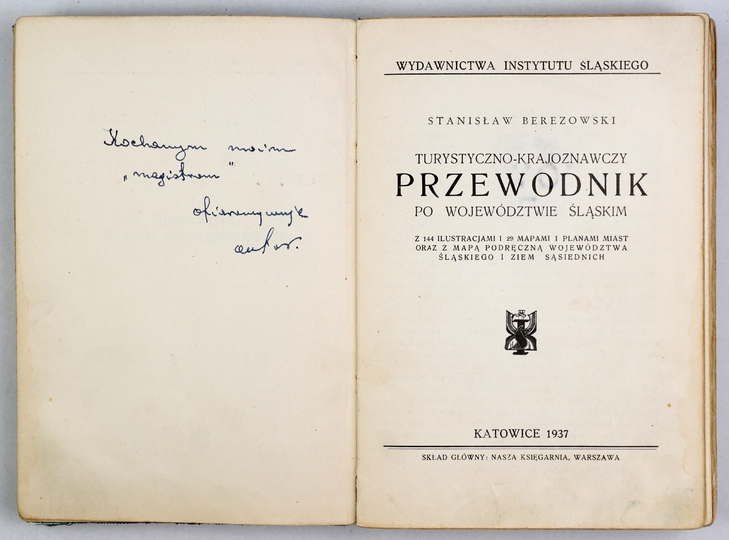 Kochanym moim
„magistrom"
ofiarowywuje
autor.
WYDAWNICTWA INSTYTUTU ŚLĄSKIEGO
STANISŁAW BEREZOWSKI
TURYSTYCZNO-KRAJOZNAWCZY
PRZEWODNIK
PO WOJEWÓDZTWIE ŚLĄSKIM
Z 144 ILUSTRACJAMI I 29 MAPAMI I PLANAMI MIAST
ORAZ Z MAPĄ PODRĘCZNĄ WOJEWÓDZTWA
ŚLĄSKIEGO I ZIEM SĄSIEDNICH
KATOWICE 1937
SKŁAD GŁÓWNY: NASZA KSIĘGARNIA, WARSZAWA